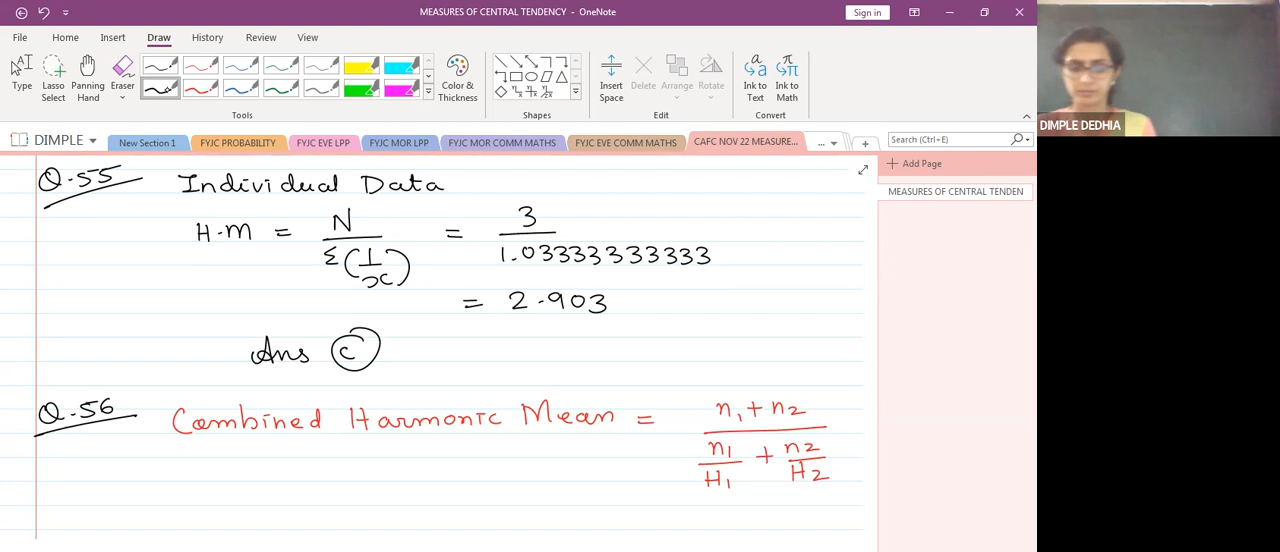 MEASURES OF CENTRAL TENDENCY - OneNote
Sign in
File Home Insert Draw History Review View
Type Lasso Select Panning Hand Eraser Color & Thickness Insert Space Delete Arrange Rotate Ink to Text Ink to Math
Tools Shapes Edit Convert
DIMPLE New Section 1 FYJC PROBABILITY FYJC EVE LPP FYJC MOR LPP FYJC MOR COMM MATHS FYJC EVE COMM MATHS CAFC NOV 22 MEASURE... ... + Search (Ctrl+E)
DIMPLE DEDHIA
+ Add Page
MEASURES OF CENTRAL TENDEN
Q.55 Individual Data
H.M = N / Σ(1/x) = 3 / 1.03333333333
= 2.903
Ans C
Q.56 Combined Harmonic Mean = n1 + n2 / n1/H1 + n2/H2